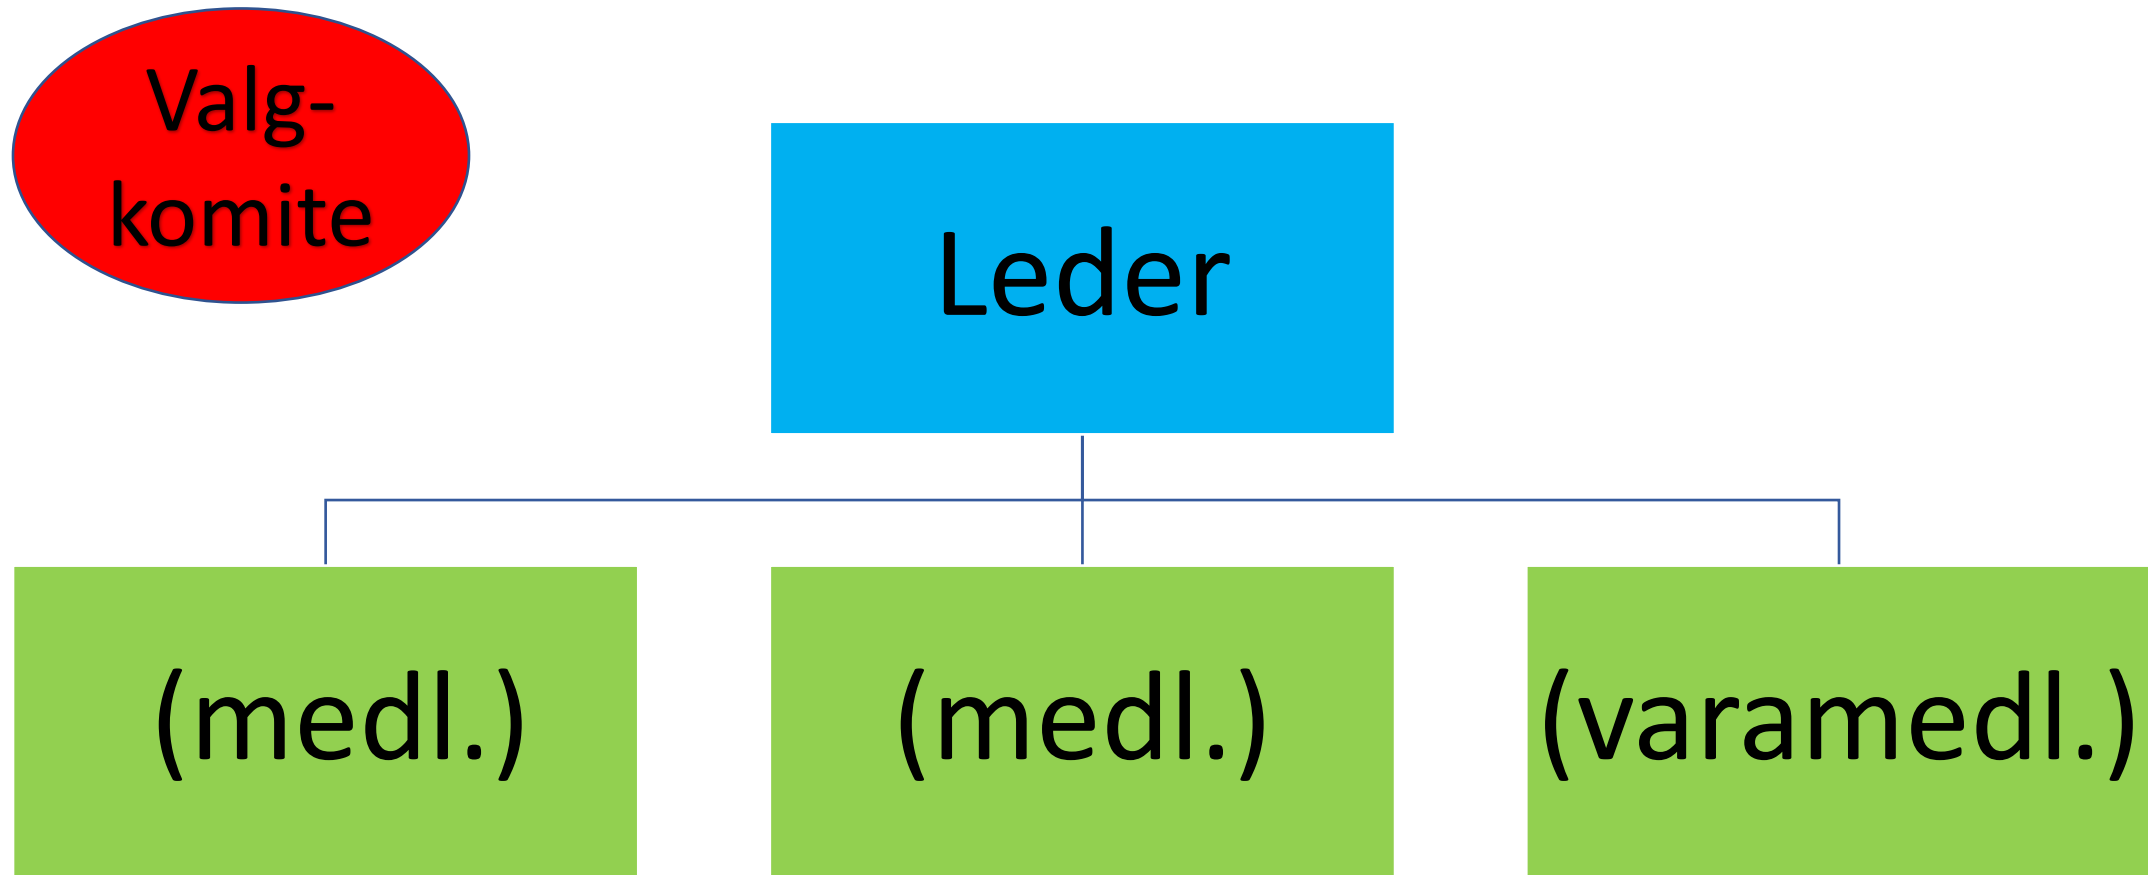 Valg-
komite
Leder
(medl.)
(medl.)
(varamedl.)